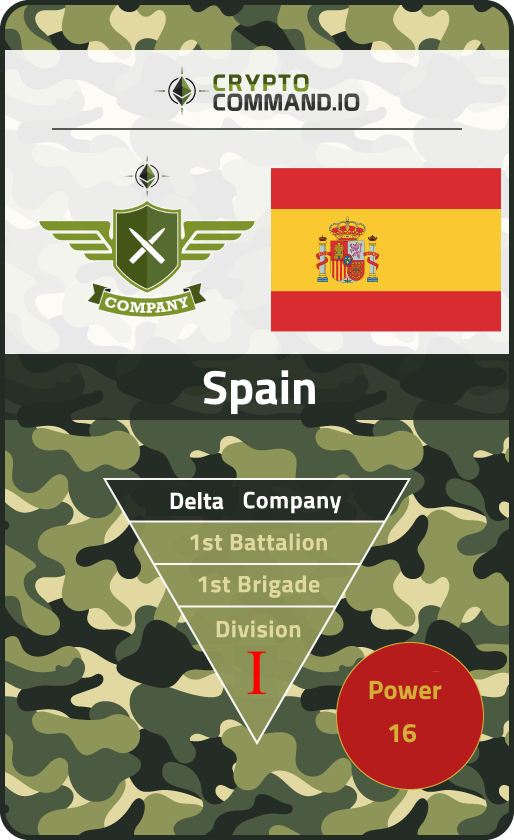 CRYPTO
COMMAND.IO
COMPANY
Spain
Delta Company
1st Battalion
1st Brigade
Division
I
Power
16